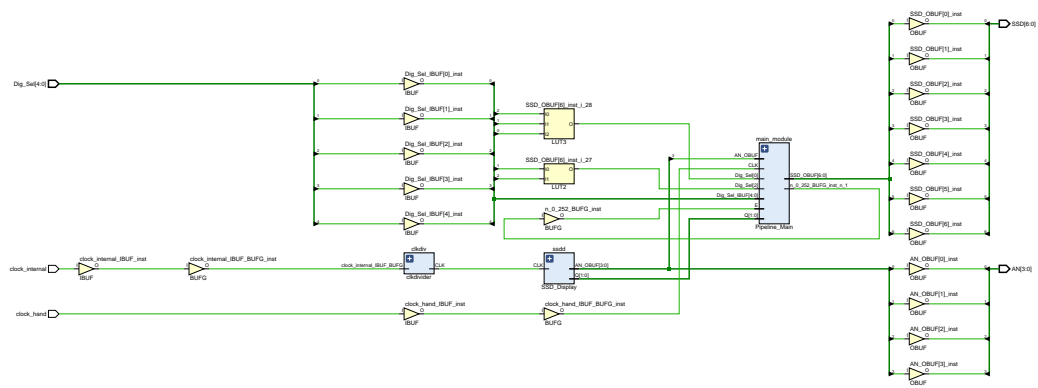 SSD_OBUF[0]_inst
I O
OBUF
SSD[6:0]
SSD_OBUF[1]_inst
I O
OBUF
SSD_OBUF[2]_inst
I O
OBUF
SSD_OBUF[3]_inst
I O
OBUF
SSD_OBUF[4]_inst
I O
OBUF
SSD_OBUF[5]_inst
I O
OBUF
SSD_OBUF[6]_inst
I O
OBUF
Dig_Sel[4:0]
Dig_Sel_IBUF[0]_inst
I O
IBUF
Dig_Sel_IBUF[1]_inst
I O
IBUF
Dig_Sel_IBUF[2]_inst
I O
IBUF
Dig_Sel_IBUF[3]_inst
I O
IBUF
Dig_Sel_IBUF[4]_inst
I O
IBUF
SSD_OBUF[6]_inst_i_28
I0
I1 O
I2
LUT3
SSD_OBUF[6]_inst_i_27
I0 O
I1
LUT2
n_0_252_BUFG_inst
I O
BUFG
main_module
AN_OBUF
CLK
Dig_Sel[0]
Dig_Sel[2]
Dig_Sel_IBUF[4:0]
E
Q[1:0]
SSD_OBUF[6:0]
n_0_252_BUFG_inst_n_1
Pipeline_Main
clock_internal
clock_internal_IBUF_inst
I O
IBUF
clock_internal_IBUF_BUFG_inst
I O
BUFG
clkdiv
clock_internal_IBUF_BUFG CLK
clkdivider
ssdd
CLK AN_OBUF[3:0]
Q[1:0]
SSD_Display
clock_hand
clock_hand_IBUF_inst
I O
IBUF
clock_hand_IBUF_BUFG_inst
I O
BUFG
AN_OBUF[0]_inst
I O
OBUF
AN[3:0]
AN_OBUF[1]_inst
I O
OBUF
AN_OBUF[2]_inst
I O
OBUF
AN_OBUF[3]_inst
I O
OBUF